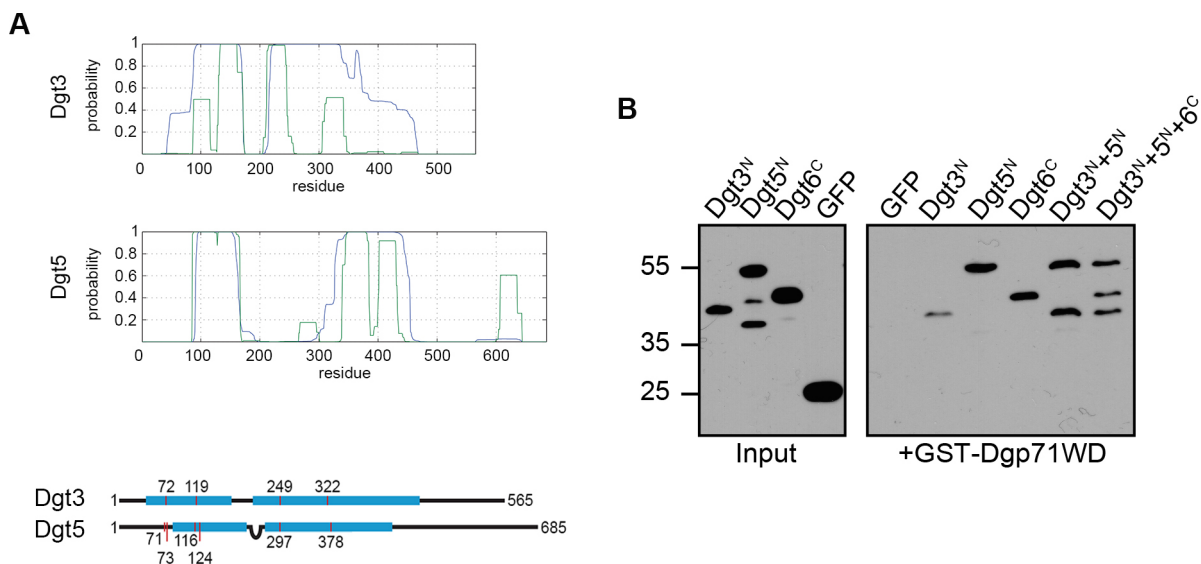 A
Dgt3
probability
1
0.8
0.6
0.4
0.2
0 100 200 300 400 500
residue
Dgt5
probability
1
0.8
0.6
0.4
0.2
0 100 200 300 400 500 600
residue
72 119 249 322
Dgt3 1 565
Dgt5 1 685
71 116 297 378
73 124
B
Dgt3ᴺ Dgt5ᴺ Dgt6ᶜ GFP
GFP Dgt3ᴺ Dgt5ᴺ Dgt6ᶜ Dgt3ᴺ+5ᴺ Dgt3ᴺ+5ᴺ+6ᶜ
55
35
25
Input
+GST-Dgp71WD